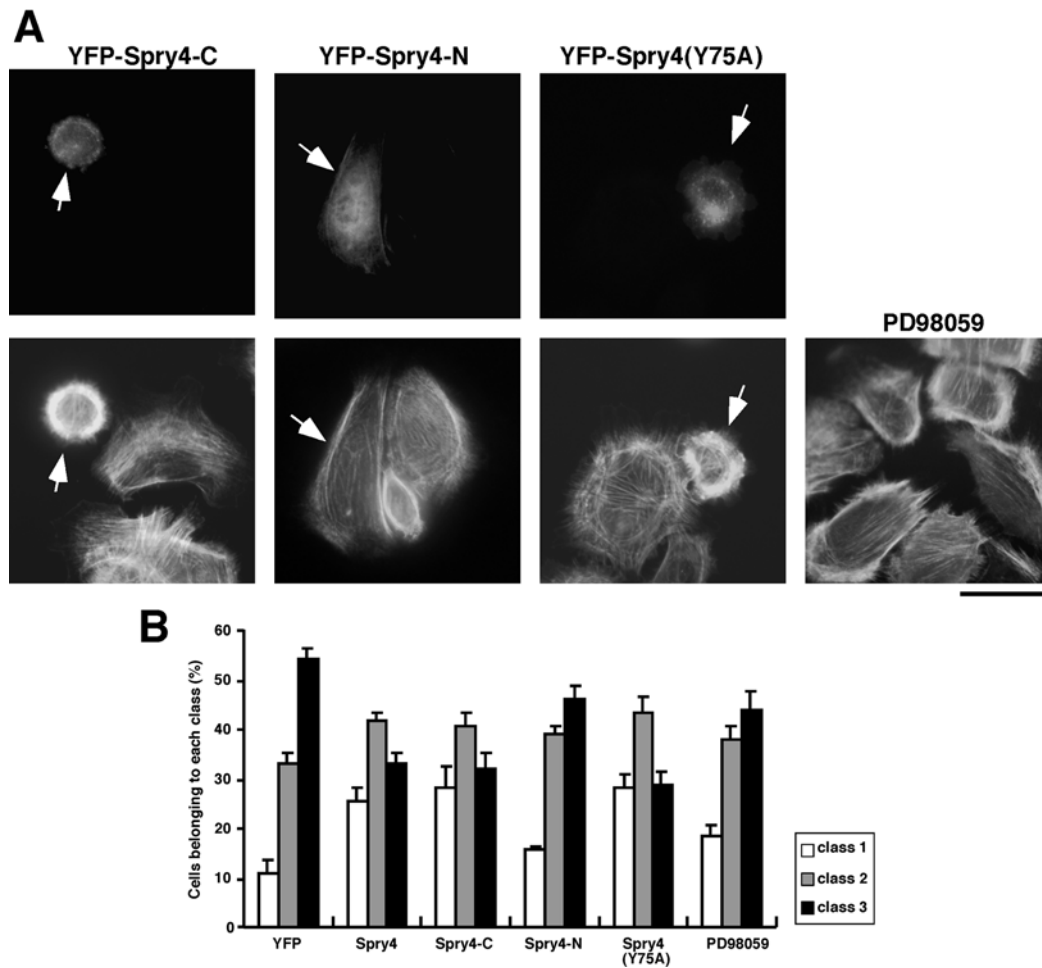 A
YFP-Spry4-C
YFP-Spry4-N
YFP-Spry4(Y75A)
PD98059
B
Cells belonging to each class (%)
60
50
40
30
20
10
0
YFP
Spry4
Spry4-C
Spry4-N
Spry4
(Y75A)
PD98059
class 1
class 2
class 3